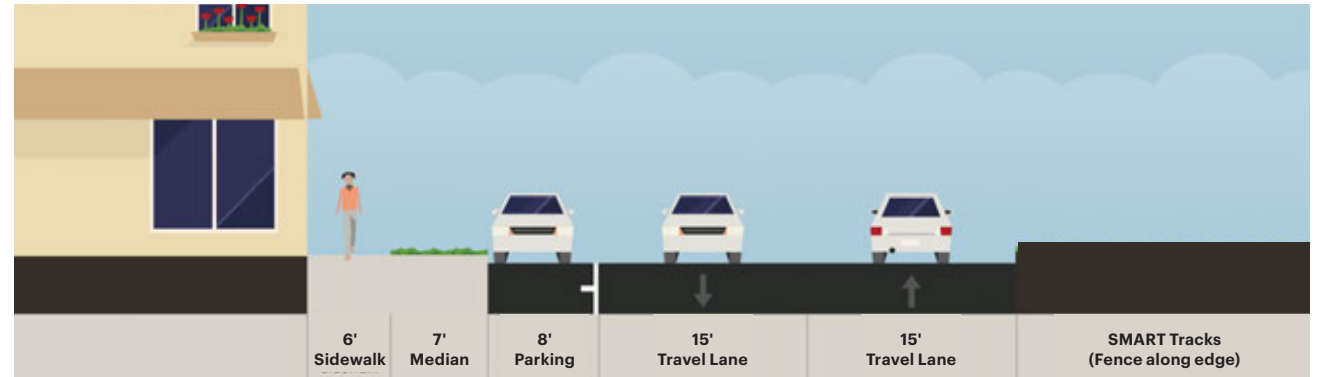 6'
Sidewalk
7'
Median
8'
Parking
15'
Travel Lane
15'
Travel Lane
SMART Tracks
(Fence along edge)